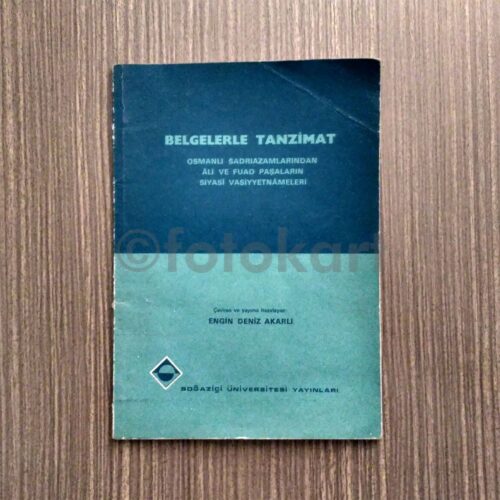 BELGELERLE TANZİMAT
OSMANLI SADRIAZAMLARINDAN
ÂLİ VE FUAD PAŞALARIN
SİYASÎ VASİYYETNÂMELERİ
©fotokart
Çeviren ve yayına hazırlayan
ENGİN DENİZ AKARLI
BOĞAZİÇİ ÜNİVERSİTESİ YAYINLARI